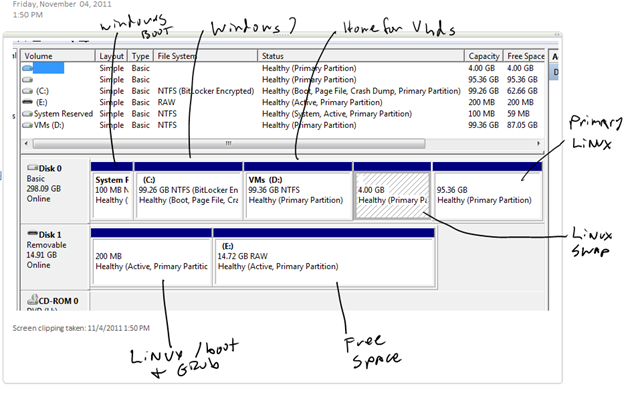 Friday, November 04, 2011
1:50 PM
windows BOOT
Windows 7
Home for Vhds
Volume Layout Type File System Status Capacity Free Space A
Simple Basic Healthy (Primary Partition) 4.00 GB 4.00 GB
Simple Basic Healthy (Primary Partition) 95.36 GB 95.36 GB
(C:) Simple Basic NTFS (BitLocker Encrypted) Healthy (Boot, Page File, Crash Dump, Primary Partition) 99.26 GB 62.66 GB
(E:) Simple Basic RAW Healthy (Active, Primary Partition) 200 MB 200 MB
System Reserved Simple Basic NTFS Healthy (System, Active, Primary Partition) 100 MB 59 MB
VMs (D:) Simple Basic NTFS Healthy (Primary Partition) 99.36 GB 87.05 GB
Primary
Linux
Disk 0
Basic
298.09 GB
Online
System F
100 MB N
Healthy (
(C:)
99.26 GB NTFS (BitLocker En
Healthy (Boot, Page File, Cra
VMs (D:)
99.36 GB NTFS
Healthy (Primary Partition)
4.00 GB
Healthy (Primary Pa
95.36 GB
Healthy (Primary Partition)
Linux
Swap
Disk 1
Removable
14.91 GB
Online
200 MB
Healthy (Active, Primary Partitic
(E:)
14.72 GB RAW
Healthy (Active, Primary Partition)
CD-ROM 0
Screen clipping taken: 11/4/2011 1:50 PM
Linux /boot
+ GRub
Free
Space